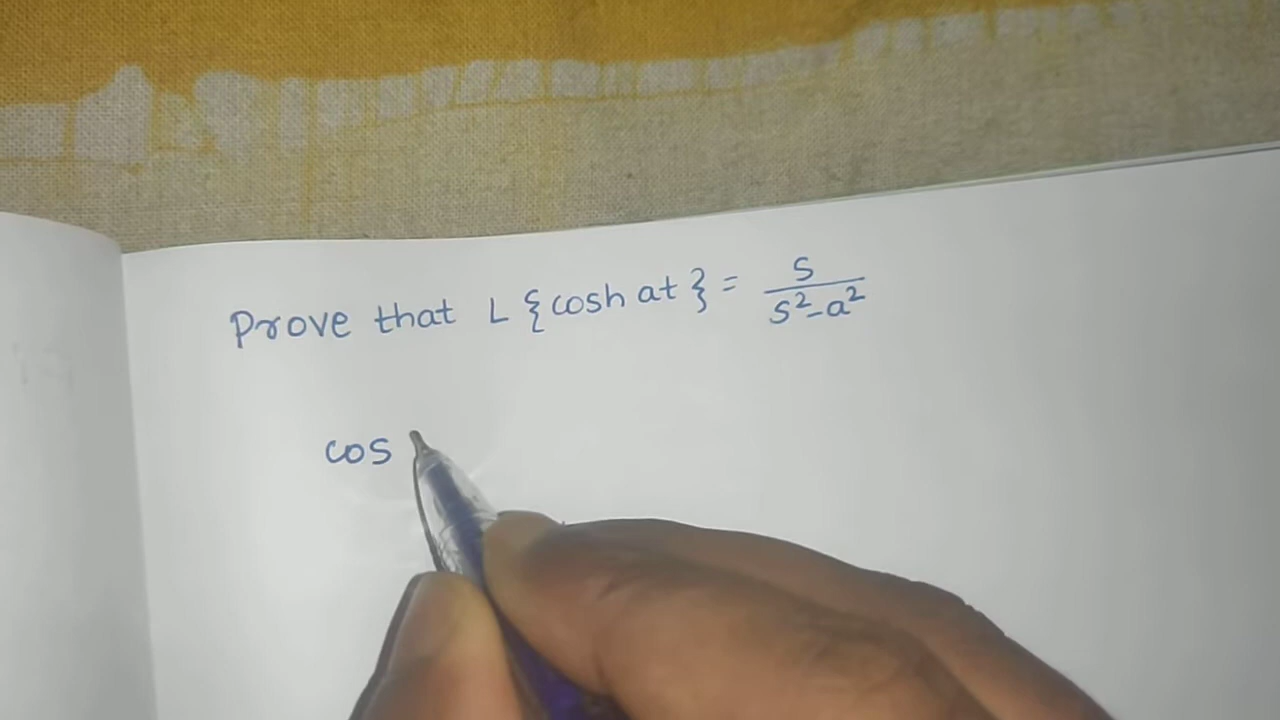 Prove that L{cosh at} = s/(s²-a²)
cos